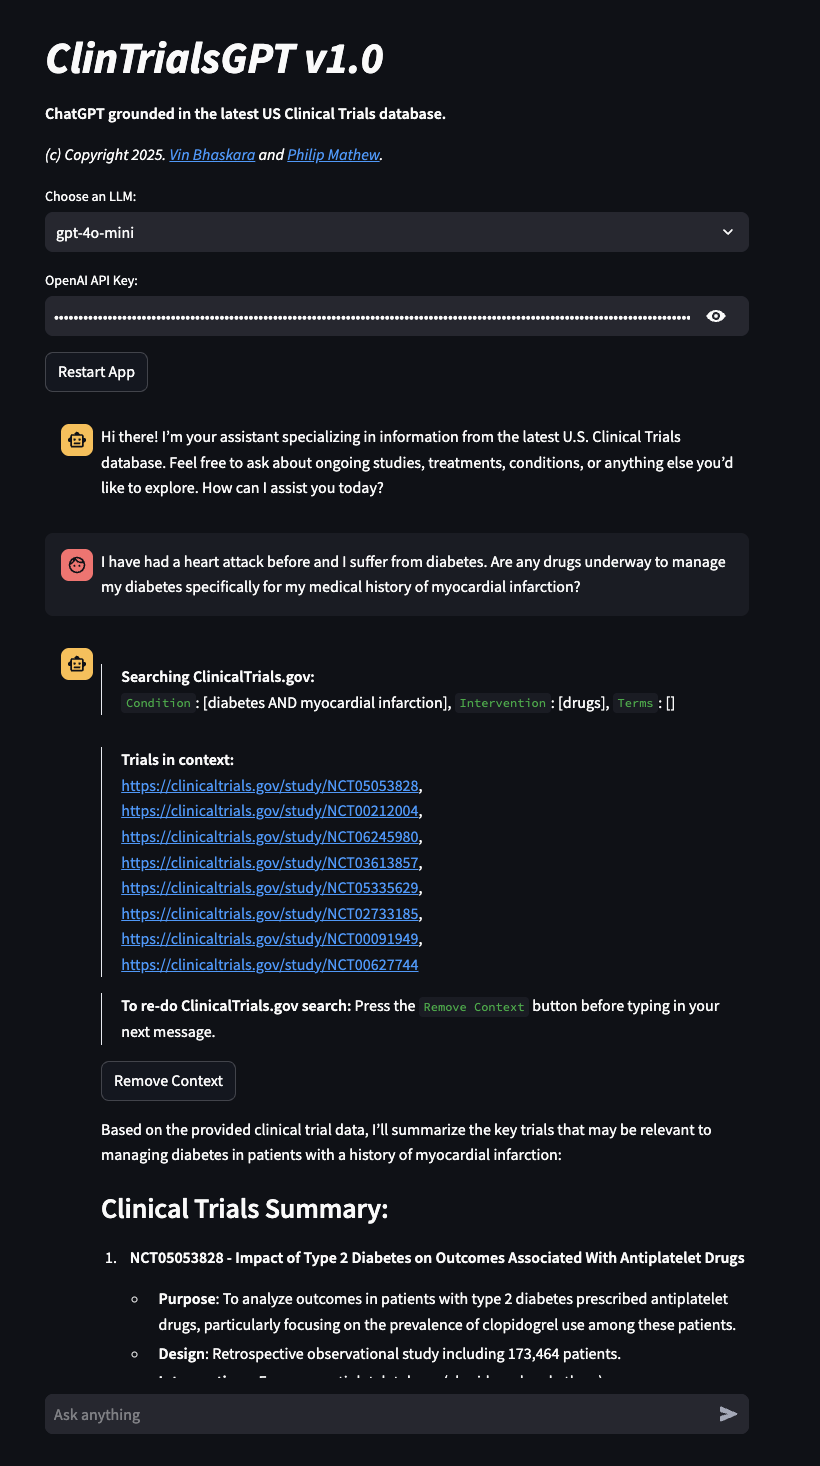 ClinTrialsGPT v1.0
ChatGPT grounded in the latest US Clinical Trials database.
(c) Copyright 2025. Vin Bhaskara and Philip Mathew.
Choose an LLM:
gpt-4o-mini
OpenAI API Key:
Restart App
Hi there! I’m your assistant specializing in information from the latest U.S. Clinical Trials
database. Feel free to ask about ongoing studies, treatments, conditions, or anything else you’d
like to explore. How can I assist you today?
I have had a heart attack before and I suffer from diabetes. Are any drugs underway to manage
my diabetes specifically for my medical history of myocardial infarction?
Searching ClinicalTrials.gov:
Condition : [diabetes AND myocardial infarction], Intervention : [drugs], Terms : []
Trials in context:
https://clinicaltrials.gov/study/NCT05053828,
https://clinicaltrials.gov/study/NCT00212004,
https://clinicaltrials.gov/study/NCT06245980,
https://clinicaltrials.gov/study/NCT03613857,
https://clinicaltrials.gov/study/NCT05335629,
https://clinicaltrials.gov/study/NCT02733185,
https://clinicaltrials.gov/study/NCT00091949,
https://clinicaltrials.gov/study/NCT00627744
To re-do ClinicalTrials.gov search: Press the Remove Context button before typing in your
next message.
Remove Context
Based on the provided clinical trial data, I’ll summarize the key trials that may be relevant to
managing diabetes in patients with a history of myocardial infarction:
Clinical Trials Summary:
1. NCT05053828 - Impact of Type 2 Diabetes on Outcomes Associated With Antiplatelet Drugs
Purpose: To analyze outcomes in patients with type 2 diabetes prescribed antiplatelet
drugs, particularly focusing on the prevalence of clopidogrel use among these patients.
Design: Retrospective observational study including 173,464 patients.
Ask anything